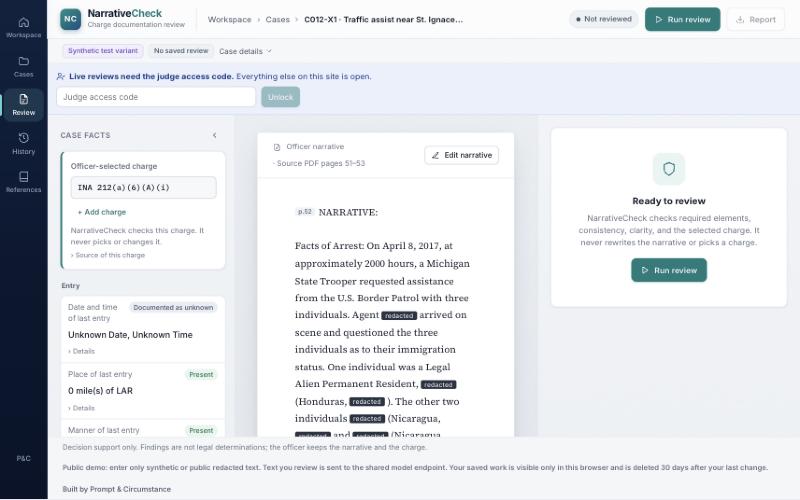 NC
NarrativeCheck
Charge documentation review
Workspace › Cases › C012-X1 · Traffic assist near St. Ignace...
Not reviewed
Run review
Report
Workspace
Cases
Review
History
References
P&C
Synthetic test variant
No saved review
Case details
Live reviews need the judge access code. Everything else on this site is open.
Judge access code
Unlock
CASE FACTS
Officer-selected charge
INA 212(a)(6)(A)(i)
+ Add charge
NarrativeCheck checks this charge. It
never picks or changes it.
› Source of this charge
Entry
Date and time
of last entry
Documented as unknown
Unknown Date, Unknown Time
› Details
Place of last entry
Present
0 mile(s) of LAR
› Details
Manner of last entry
Present
Officer narrative
· Source PDF pages 51–53
Edit narrative
p.52 NARRATIVE:
Facts of Arrest: On April 8, 2017, at
approximately 2000 hours, a Michigan
State Trooper requested assistance
from the U.S. Border Patrol with three
individuals. Agent redacted arrived on
scene and questioned the three
individuals as to their immigration
status. One individual was a Legal
Alien Permanent Resident, redacted
(Honduras, redacted ). The other two
individuals redacted (Nicaragua,
redacted and redacted (Nicaragua,
Ready to review
NarrativeCheck checks required elements,
consistency, clarity, and the selected charge. It
never rewrites the narrative or picks a charge.
Run review
Decision support only. Findings are not legal determinations; the officer keeps the narrative and the charge.
Public demo: enter only synthetic or public redacted text. Text you review is sent to the shared model endpoint. Your saved work is visible only in this browser and is deleted 30 days after your last change.
Built by Prompt & Circumstance